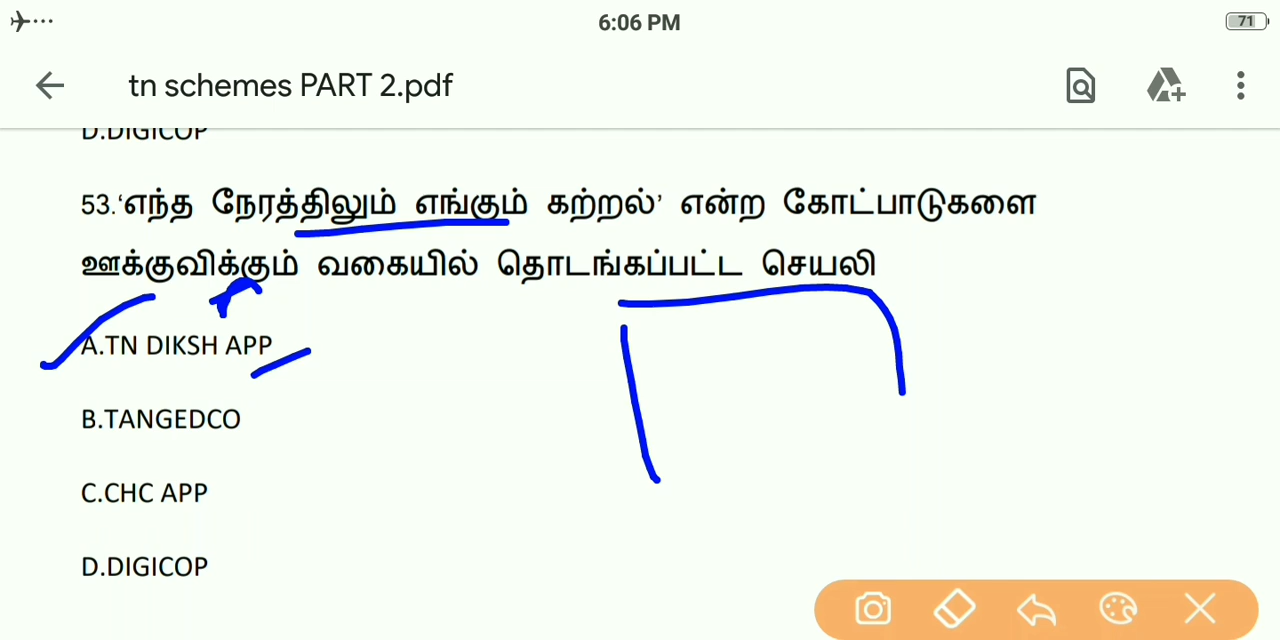 6:06 PM
71
tn schemes PART 2.pdf
D.DIGICOP
53.‘எந்த நேரத்திலும் எங்கும் கற்றல்’ என்ற கோட்பாடுகளை
ஊக்குவிக்கும் வகையில் தொடங்கப்பட்ட செயலி
A.TN DIKSH APP
B.TANGEDCO
C.CHC APP
D.DIGICOP